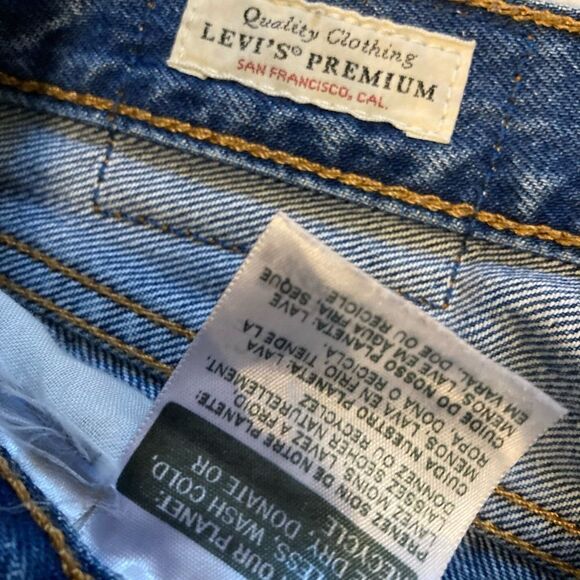 Quality Clothing
LEVI'S® PREMIUM
SAN FRANCISCO, CAL.
OUR PLANET:
ESS, WASH COLD,
DRY, DONATE OR
ECYCLE.
PRENEZ SOIN DE NOTRE PLANÈTE:
LAVEZ MOINS, LAVEZ À FROID,
LAISSEZ SÉCHER NATURELLEMENT,
DONNEZ OU RECYCLEZ
CUIDA NUESTRO PLANETA: LAVA
MENOS, LAVA EN FRÍO, TIENDE LA
ROPA, DONA O RECICLA.
CUIDE DO NOSSO PLANETA: LAVE
MENOS, LAVE EM ÁGUA FRIA, SEQUE
EM VARAL, DOE OU RECICLE.